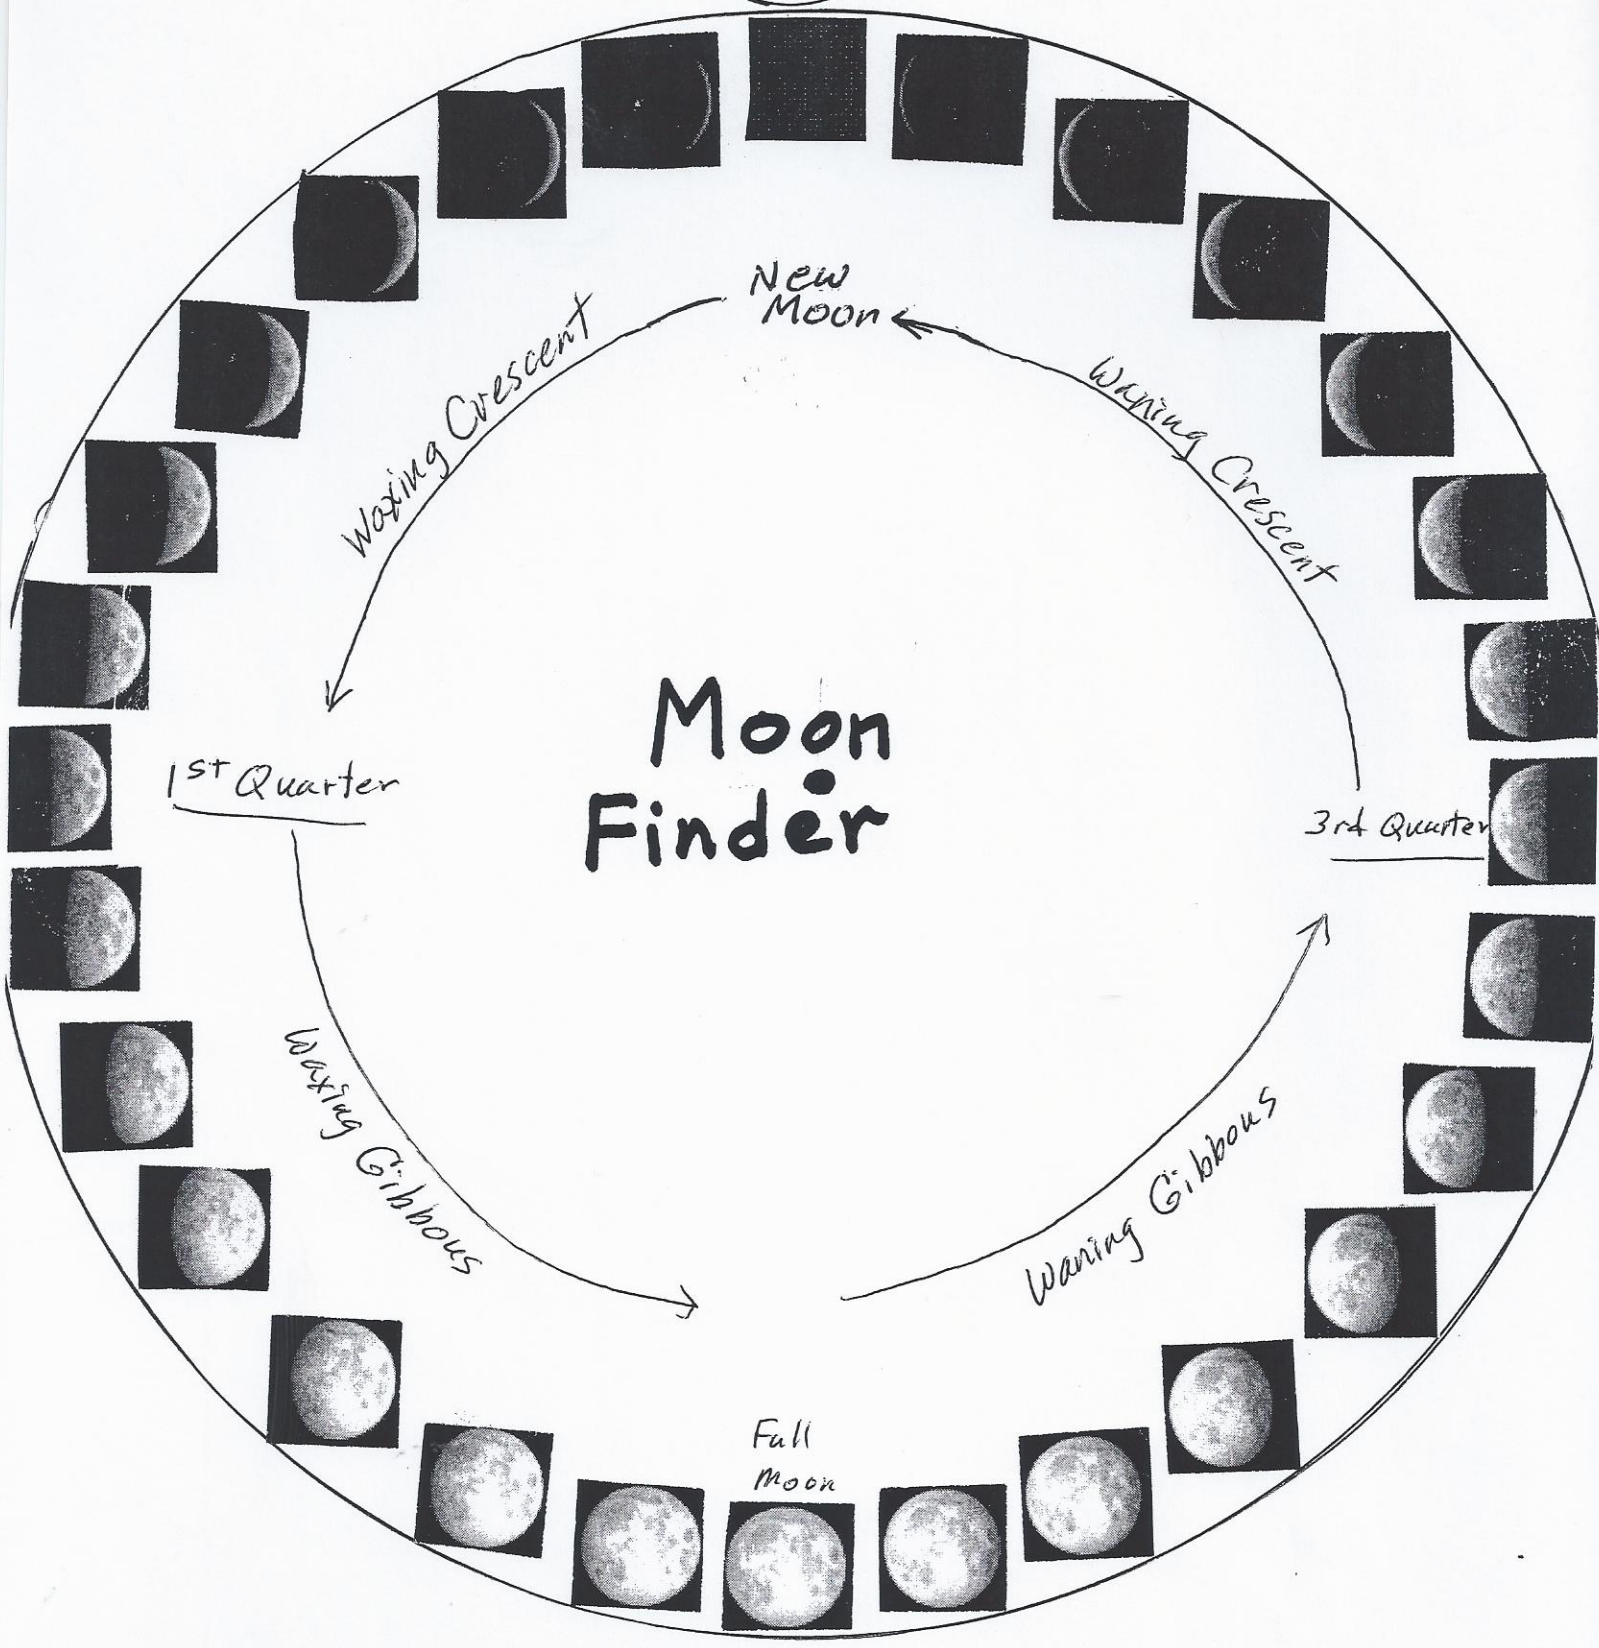 New
Moon
Waxing Crescent
Waning Crescent
Moon
Finder
1st Quarter
3rd Quarter
Waxing Gibbous
Waning Gibbous
Full
Moon